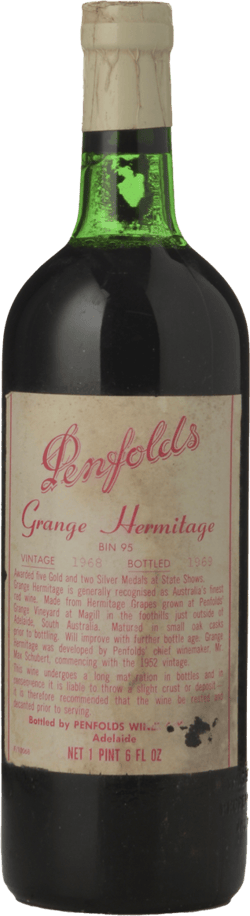 Penfolds
Grange Hermitage
BIN 95
VINTAGE 1968 BOTTLED 1968
Awarded five Gold and two Silver Medals at State Shows.
Grange Hermitage is generally recognised as Australia's finest
red wine. Made from Hermitage Grapes grown at Penfolds'
Grange Vineyard at Magill in the foothills just outside of
Adelaide, South Australia. Matured in small oak casks
prior to bottling. Will improve with further bottle age. Grange
Hermitage was developed by Penfolds' chief winemaker, Mr.
Max Schubert, commencing with the 1952 vintage.
This wine undergoes a long maturation in bottles and in
consequence it is liable to throw a slight crust or deposit
it is therefore recommended that the wine be rested and
decanted prior to serving
Bottled by PENFOLDS WINE
Adelaide
NET 1 PINT 6 FL OZ